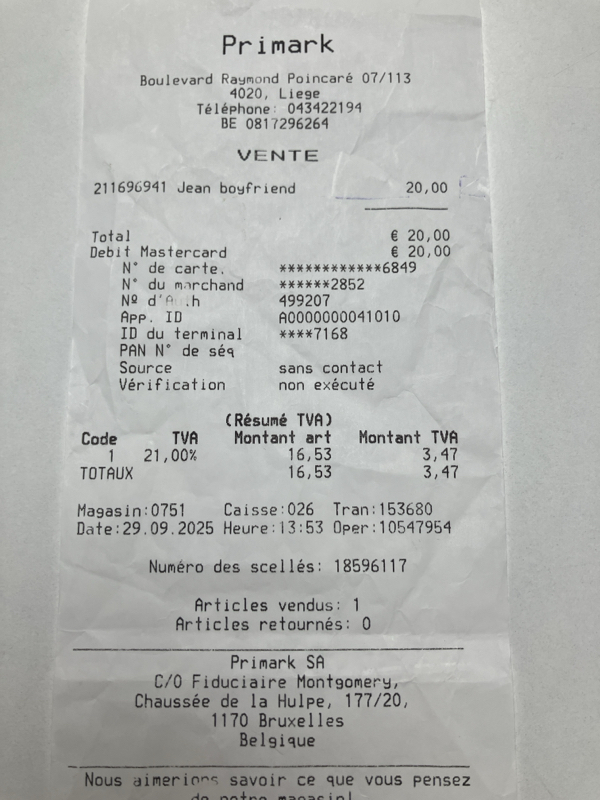 Primark
Boulevard Raymond Poincaré 07/113
4020, Liege
Téléphone: 043422194
BE 0817296264
VENTE
211696941 Jean boyfriend 20,00
Total € 20,00
Debit Mastercard € 20,00
N° de carte. ************6849
N° du marchand ******2852
Nº 499207
App. ID A0000000041010
ID du terminal ****7168
PAN N° de séq
Source sans contact
Vérification non exécuté
(Résumé TVA)
Code TVA Montant art Montant TVA
1 21,00% 16,53 3,47
TOTAUX 16,53 3,47
Magasin:0751 Caisse:026 Tran:153680
Date:29.09.2025 Heure:13:53 Oper:10547954
Numéro des scellés: 18596117
Articles vendus: 1
Articles retournés: 0
Primark SA
C/O Fiduciaire Montgomery,
Chaussée de la Hulpe, 177/20,
1170 Bruxelles
Belgique
Nous aimerions savoir ce que vous pensez
de notre magasin!